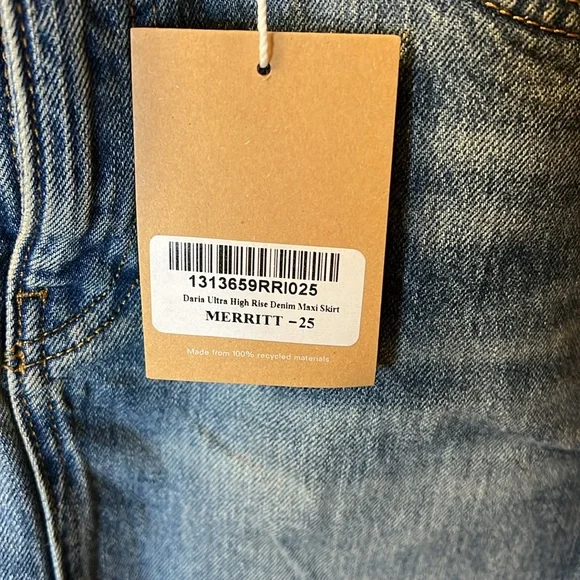 1313659RRI025
Daria Ultra High Rise Denim Maxi Skirt
MERRITT - 25
Made from 100% recycled materials